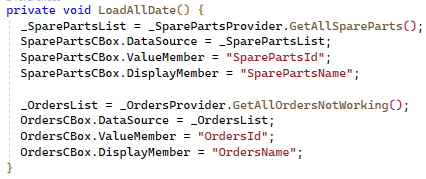 private void LoadAllDate() {
_SparePartsList = _SparePartsProvider.GetAllSpareParts();
SparePartsCBox.DataSource = _SparePartsList;
SparePartsCBox.ValueMember = "SparePartsId";
SparePartsCBox.DisplayMember = "SparePartsName";
_OrdersList = _OrdersProvider.GetAllOrdersNotWorking();
OrdersCBox.DataSource = _OrdersList;
OrdersCBox.ValueMember = "OrdersId";
OrdersCBox.DisplayMember = "OrdersName";
}